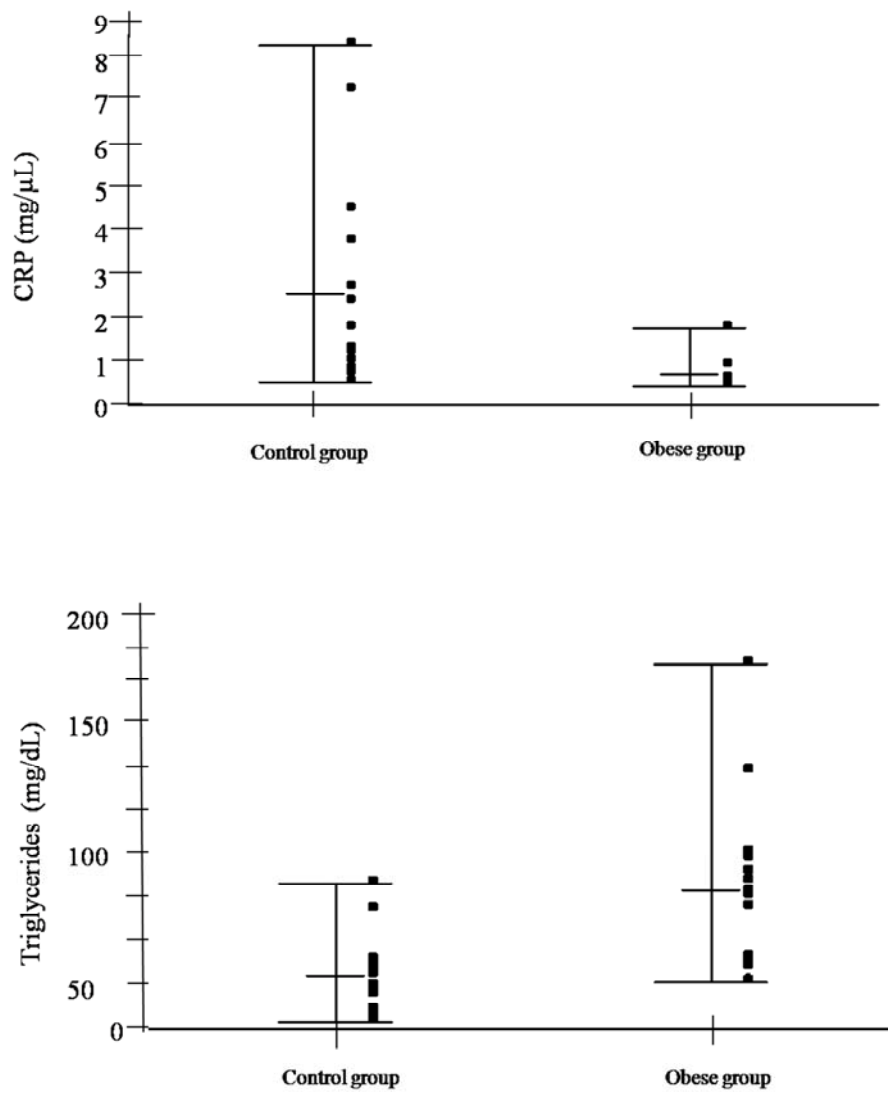 9
8
7
6
5
4
3
2
1
0
CRP (mg/µL)
Control group
Obese group
200
150
100
50
0
Triglycerides (mg/dL)
Control group
Obese group